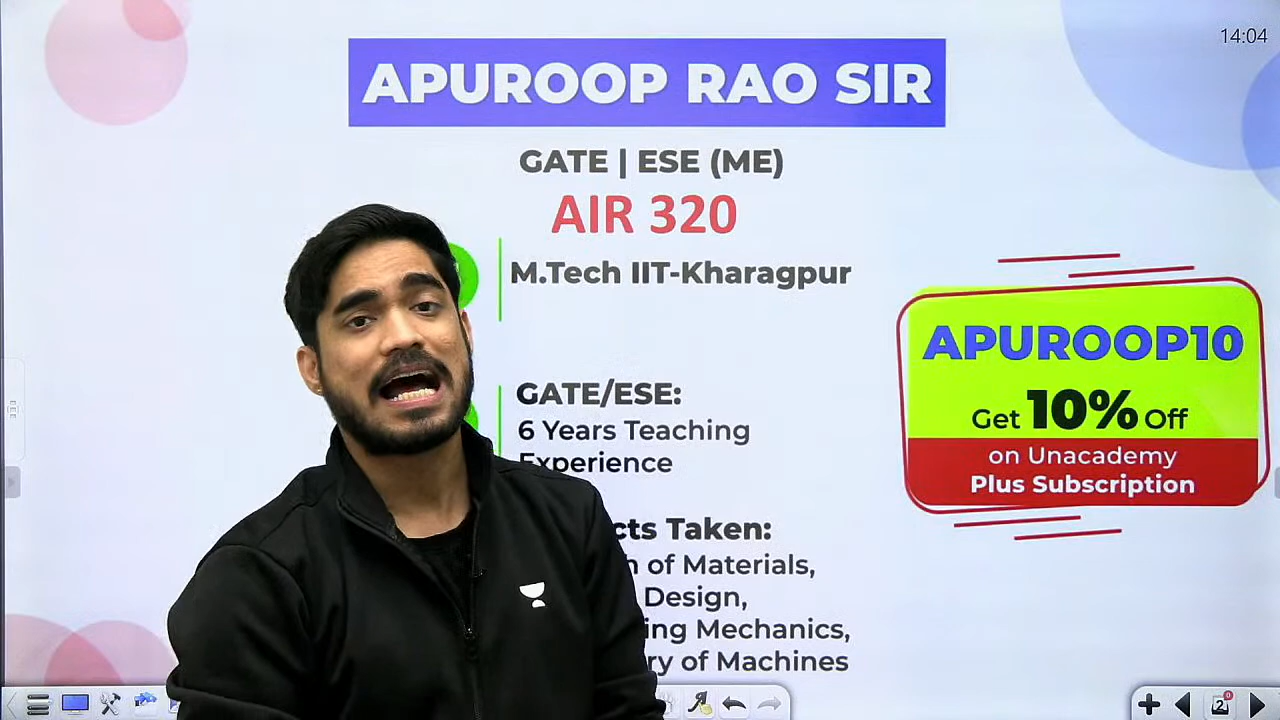 14:04
APUROOP RAO SIR
GATE | ESE (ME)
AIR 320
M.Tech IIT-Kharagpur
APUROOP10
Get 10% Off
on Unacademy
Plus Subscription
GATE/ESE:
6 Years Teaching
Experience
cts Taken:
of Materials,
Design,
ing Mechanics,
ry of Machines
2